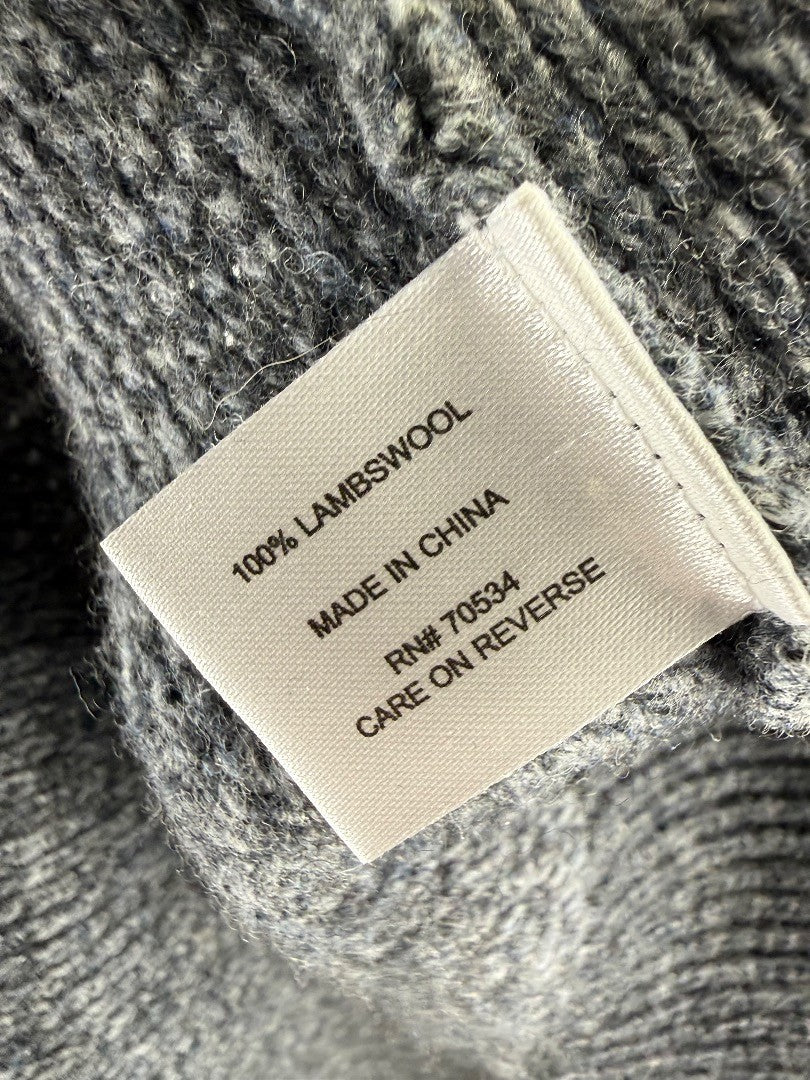 100% LAMBSWOOL
MADE IN CHINA
RN# 70534
CARE ON REVERSE